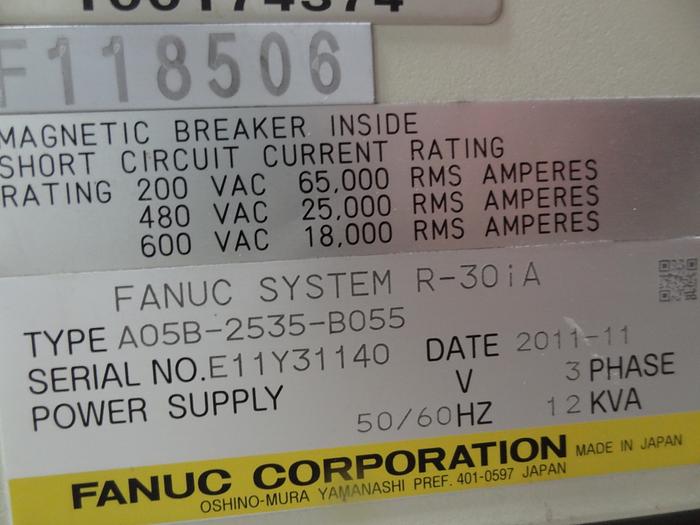 F118506
MAGNETIC BREAKER INSIDE
SHORT CIRCUIT CURRENT RATING
RATING 200 VAC 65,000 RMS AMPERES
480 VAC 25,000 RMS AMPERES
600 VAC 18,000 RMS AMPERES
FANUC SYSTEM R-30iA
TYPE A05B-2535-B055
SERIAL NO.E11Y31140 DATE 2011-11
POWER SUPPLY V 3 PHASE
50/60HZ 12 KVA
FANUC CORPORATION MADE IN JAPAN
OSHINO-MURA YAMANASHI PREF. 401-0597 JAPAN